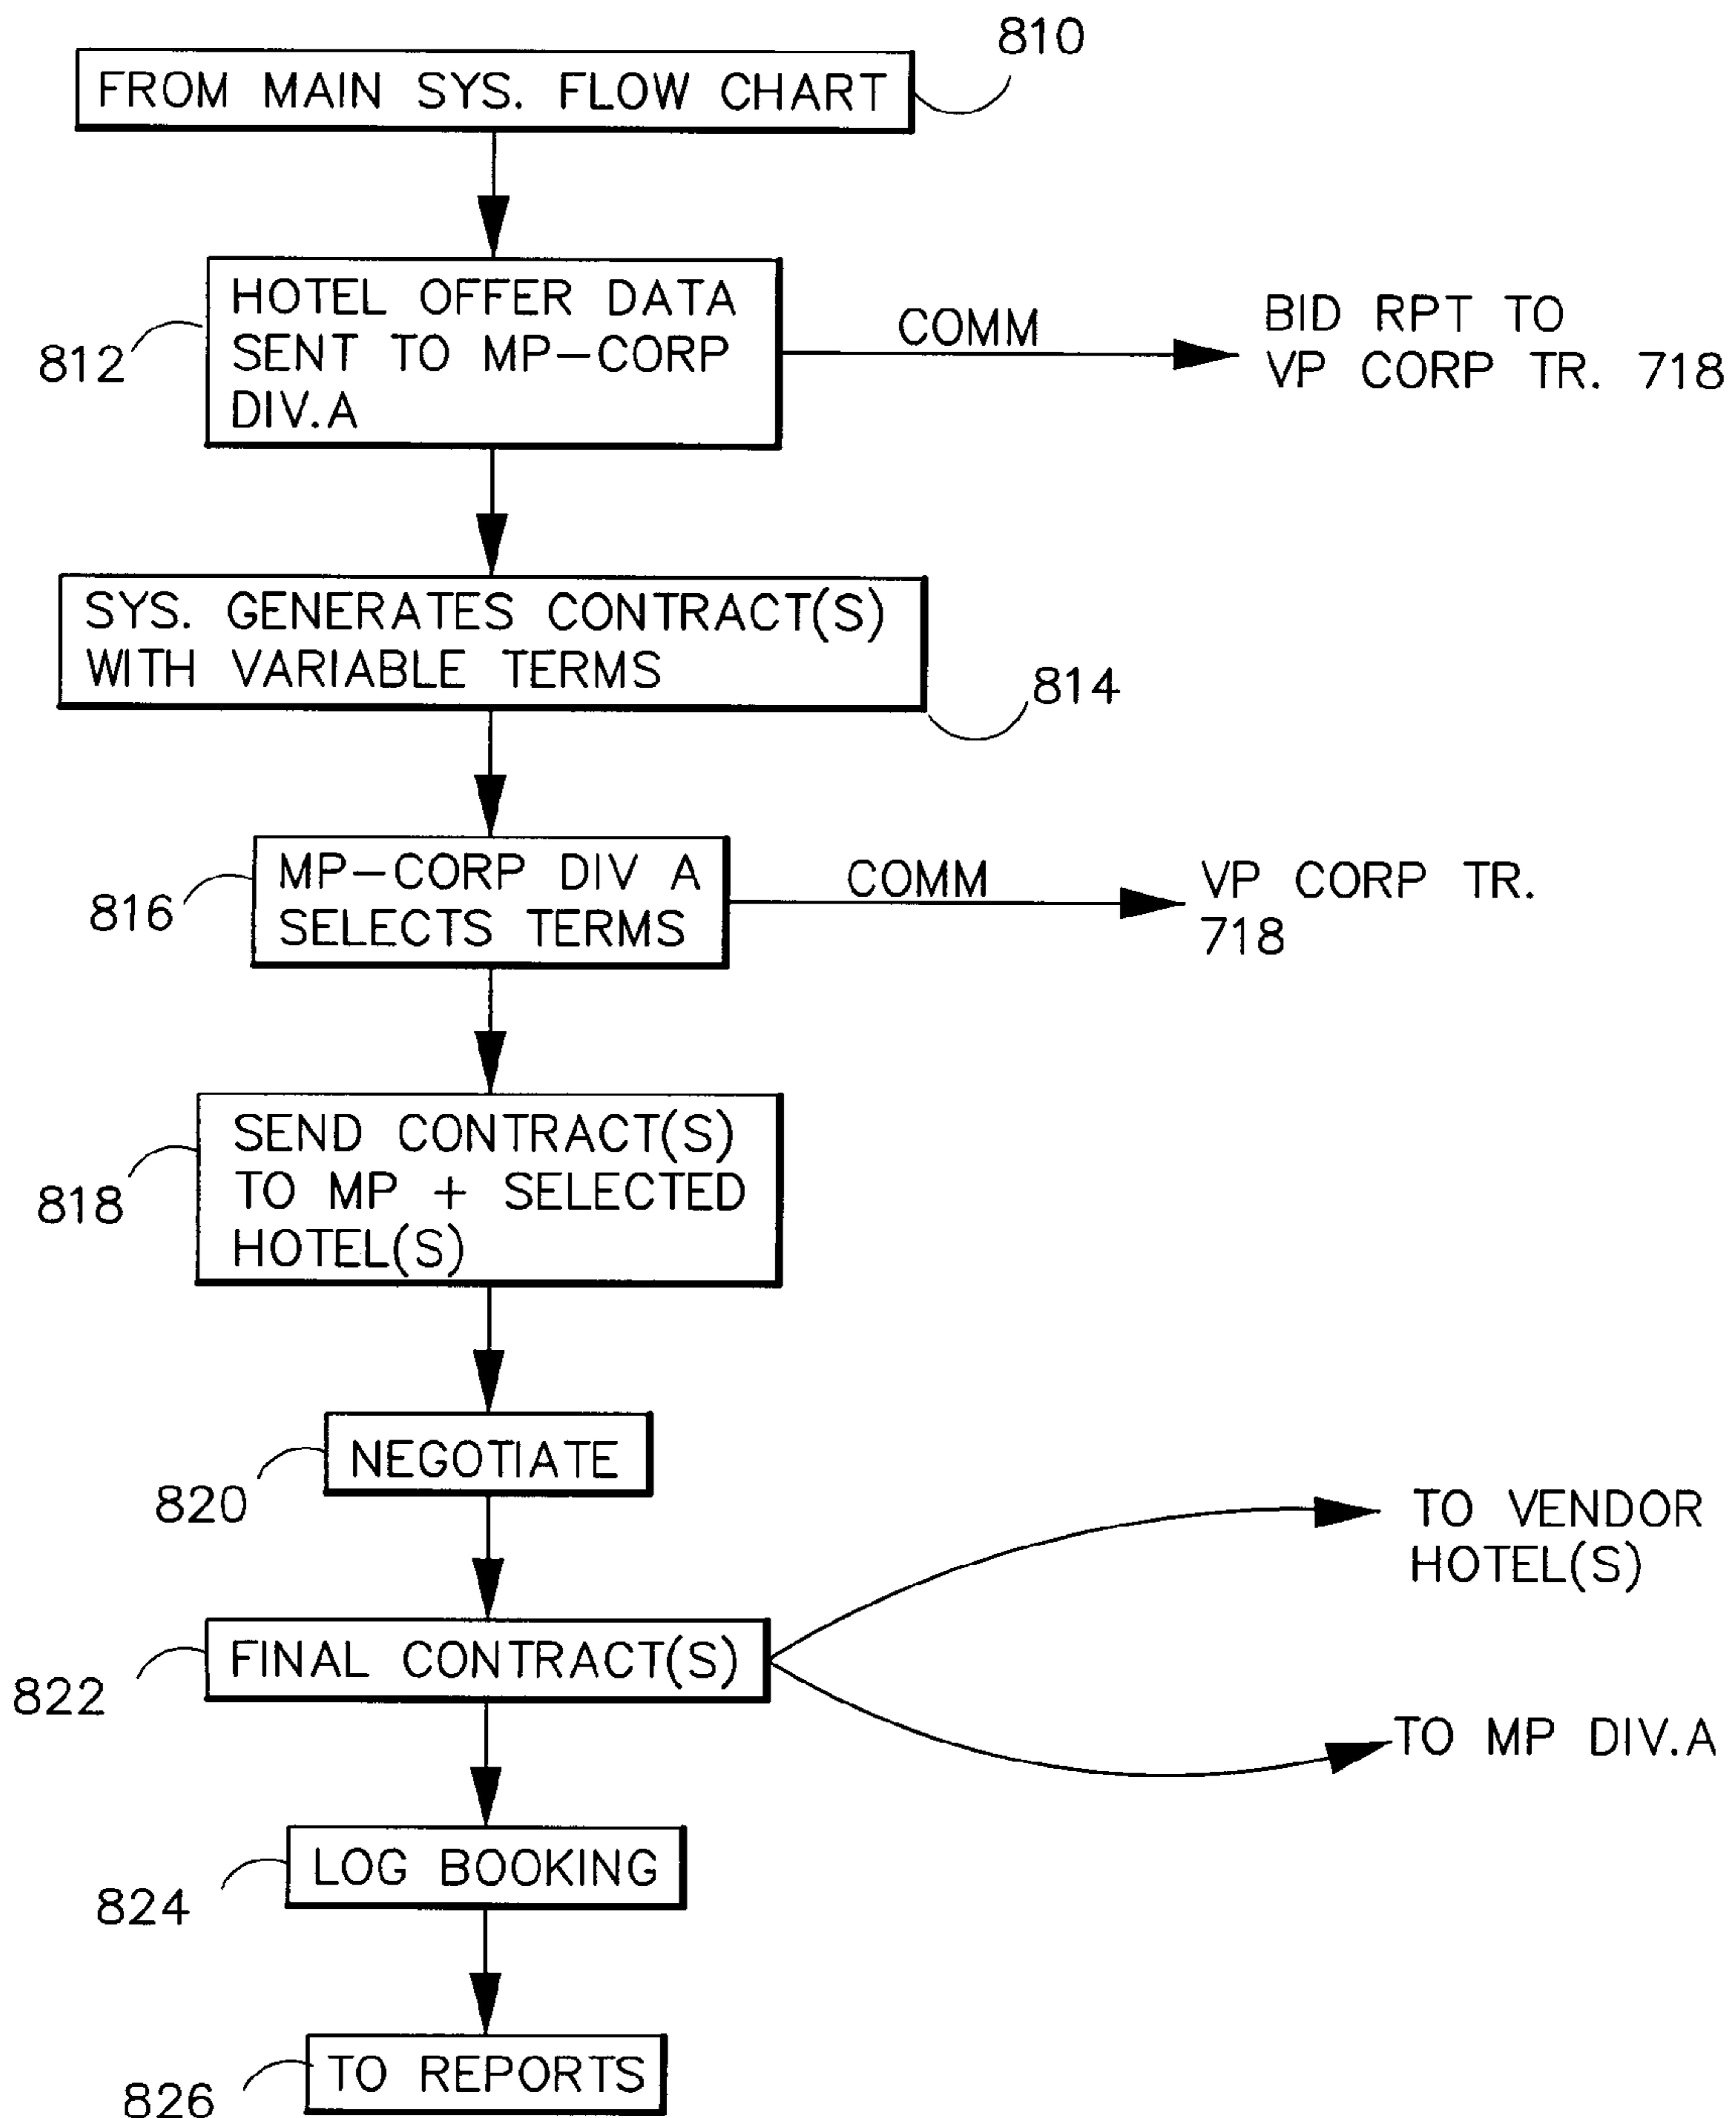 810
FROM MAIN SYS. FLOW CHART
HOTEL OFFER DATA
SENT TO MP-CORP
DIV.A
812
COMM
BID RPT TO
VP CORP TR. 718
SYS. GENERATES CONTRACT(S)
WITH VARIABLE TERMS
814
MP-CORP DIV A
SELECTS TERMS
816
COMM
VP CORP TR.
718
SEND CONTRACT(S)
TO MP + SELECTED
HOTEL(S)
818
NEGOTIATE
820
TO VENDOR
HOTEL(S)
FINAL CONTRACT(S)
822
TO MP DIV.A
LOG BOOKING
824
TO REPORTS
826